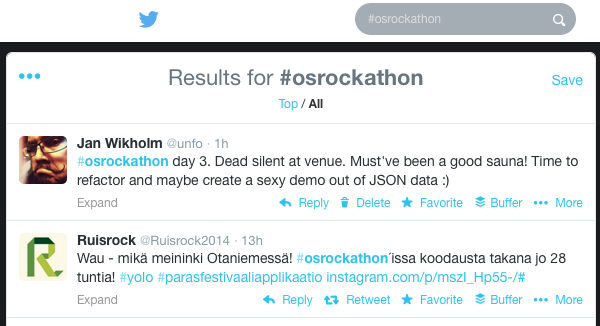 #osrockathon
Results for #osrockathon
Save
Top / All
Jan Wikholm @unfo · 1h
#osrockathon day 3. Dead silent at venue. Must've been a good sauna! Time to
refactor and maybe create a sexy demo out of JSON data :)
Expand Reply Delete Favorite Buffer More
Ruisrock @Ruisrock2014 · 13h
Wau - mikä meininki Otaniemessä! #osrockathon´issa koodausta takana jo 28
tuntia! #yolo #parasfestivaaliapplikaatio instagram.com/p/mszI_Hp55-/#
Expand Reply Retweet Favorite Buffer More